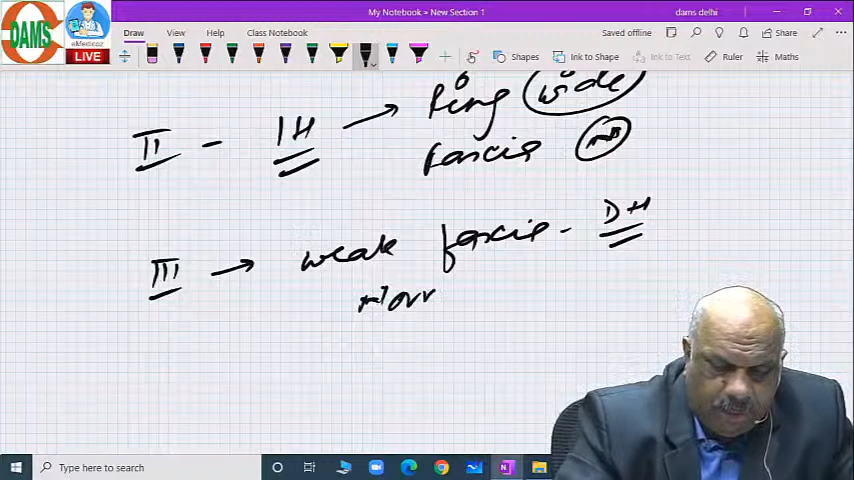 My Notebook > New Section 1
dams delhi
DAMS
eMedicoz
LIVE
Draw
View
Help
Class Notebook
Saved offline
Share
Shapes
Ink to Shape
Ink to Text
Ruler
Maths
Ring wide
II - IH →
Fascia
III → weak fascia - DH
Type here to search